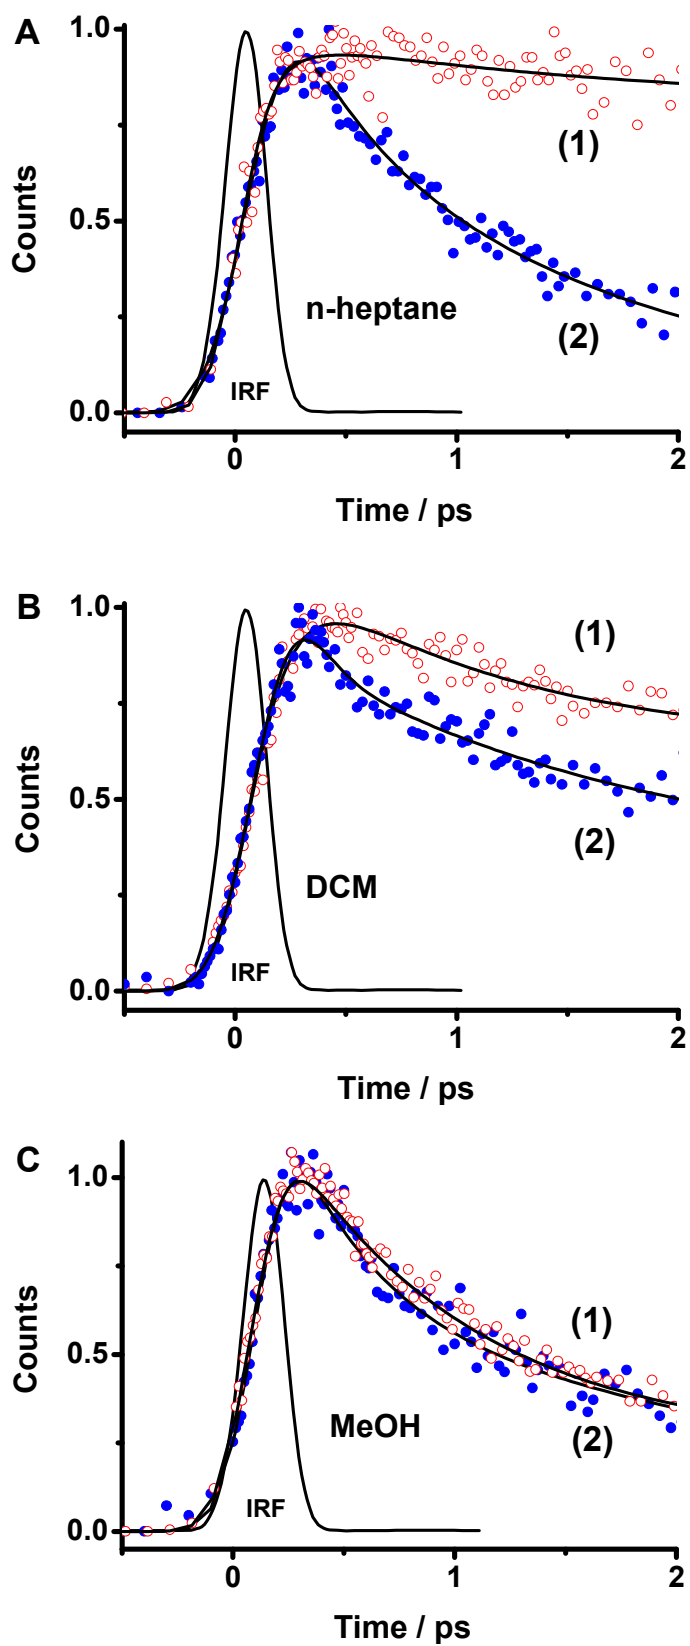 A
1.0
(1)
Counts
0.5
n-heptane
(2)
IRF
0.0
0 1 2
Time / ps
B
1.0
(1)
Counts
0.5
(2)
DCM
IRF
0.0
0 1 2
Time / ps
C
1.0
Counts
(1)
0.5
MeOH
(2)
IRF
0.0
0 1 2
Time / ps